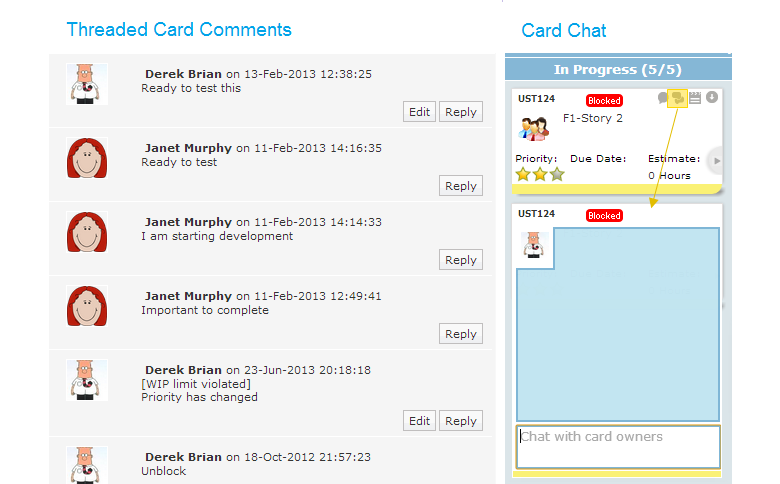 Threaded Card Comments
Derek Brian on 13-Feb-2013 12:38:25
Ready to test this
Edit Reply
Janet Murphy on 11-Feb-2013 14:16:35
Ready to test
Reply
Janet Murphy on 11-Feb-2013 14:14:33
I am starting development
Reply
Janet Murphy on 11-Feb-2013 12:49:41
Important to complete
Reply
Derek Brian on 23-Jun-2013 20:18:18
[WIP limit violated]
Priority has changed
Edit Reply
Derek Brian on 18-Oct-2012 21:57:23
Unblock
Card Chat
In Progress (5/5)
UST124 Blocked
F1-Story 2
Priority: Due Date: Estimate:
0 Hours
UST124 Blocked
Chat with card owners